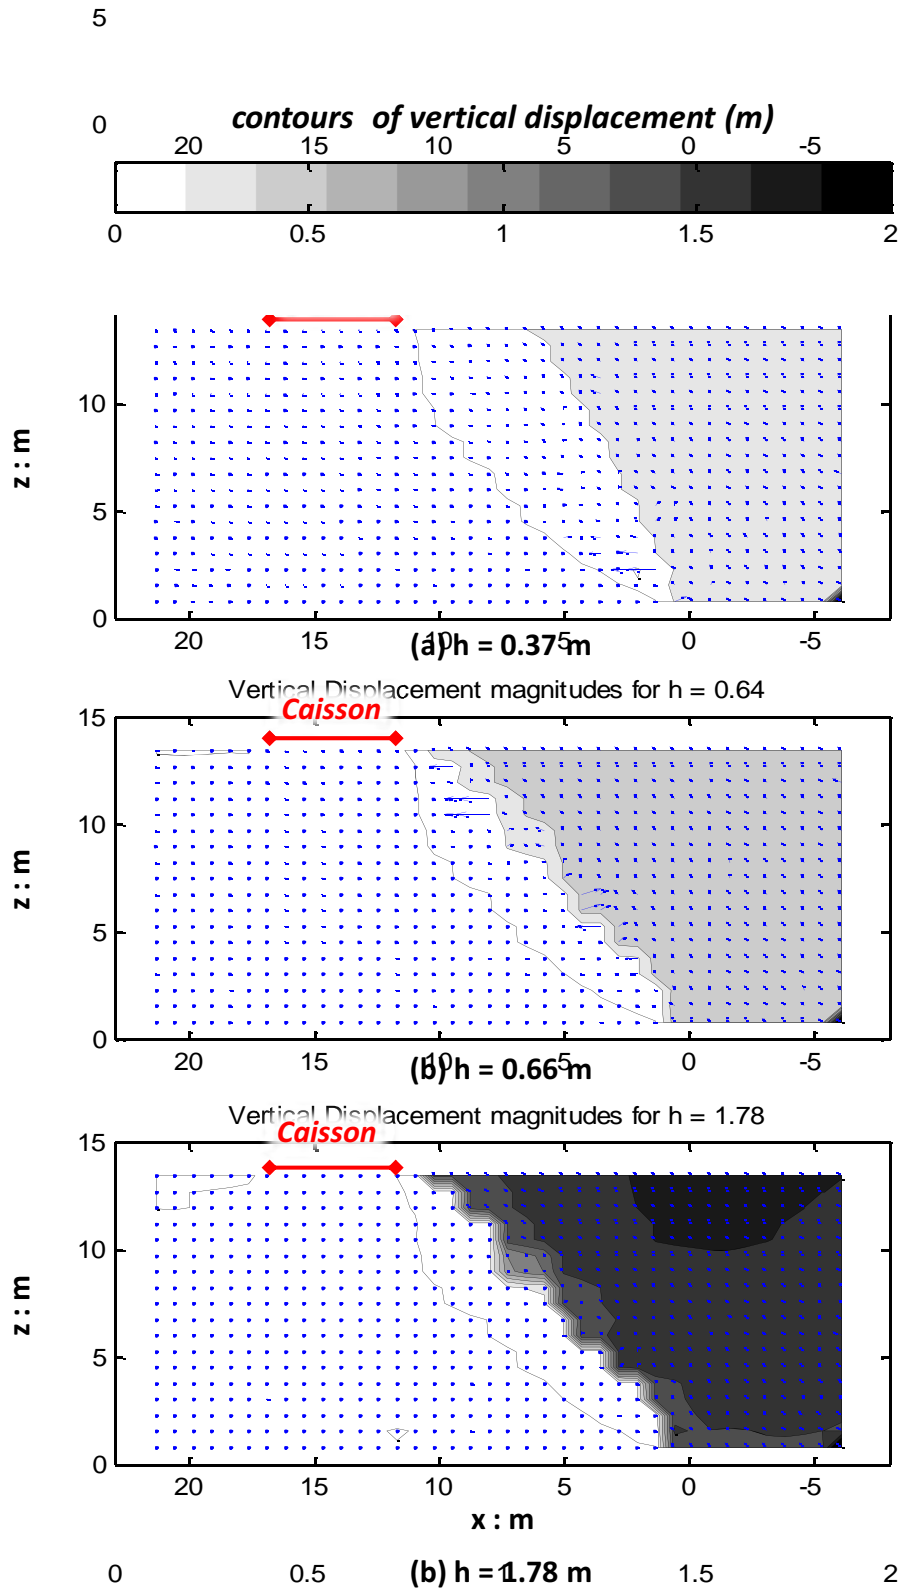 5
0
contours of vertical displacement (m)
20 15 10 5 0 -5
0 0.5 1 1.5 2
10
5
0
z : m
20 15 10 5 0 -5
(a) h = 0.37 m
Vertical Displacement magnitudes for h = 0.64
Caisson
15
10
5
0
z : m
20 15 10 5 0 -5
(b) h = 0.66 m
Vertical Displacement magnitudes for h = 1.78
Caisson
15
10
5
0
z : m
20 15 10 5 0 -5
x : m
0 0.5 1 1.5 2
(b) h = 1.78 m